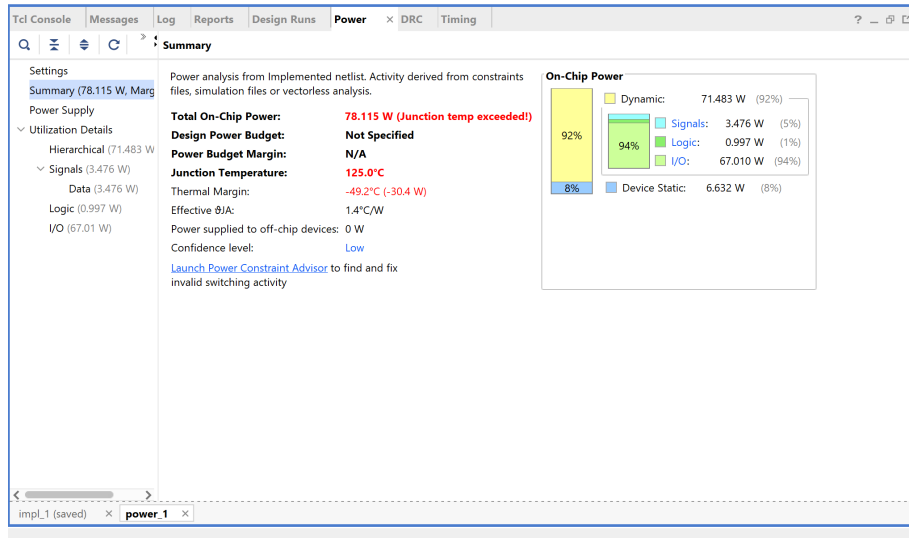 Tcl Console Messages Log Reports Design Runs Power × DRC Timing ? _
» Summary
Settings
Summary (78.115 W, Marg
Power Supply
Utilization Details
Hierarchical (71.483 W
Signals (3.476 W)
Data (3.476 W)
Logic (0.997 W)
I/O (67.01 W)
Power analysis from Implemented netlist. Activity derived from constraints
files, simulation files or vectorless analysis.
Total On-Chip Power: 78.115 W (Junction temp exceeded!)
Design Power Budget: Not Specified
Power Budget Margin: N/A
Junction Temperature: 125.0°C
Thermal Margin: -49.2°C (-30.4 W)
Effective ϑJA: 1.4°C/W
Power supplied to off-chip devices: 0 W
Confidence level: Low
Launch Power Constraint Advisor to find and fix
invalid switching activity
On-Chip Power
Dynamic: 71.483 W (92%)
Signals: 3.476 W (5%)
92% 94% Logic: 0.997 W (1%)
I/O: 67.010 W (94%)
8% Device Static: 6.632 W (8%)
impl_1 (saved) × power_1 ×